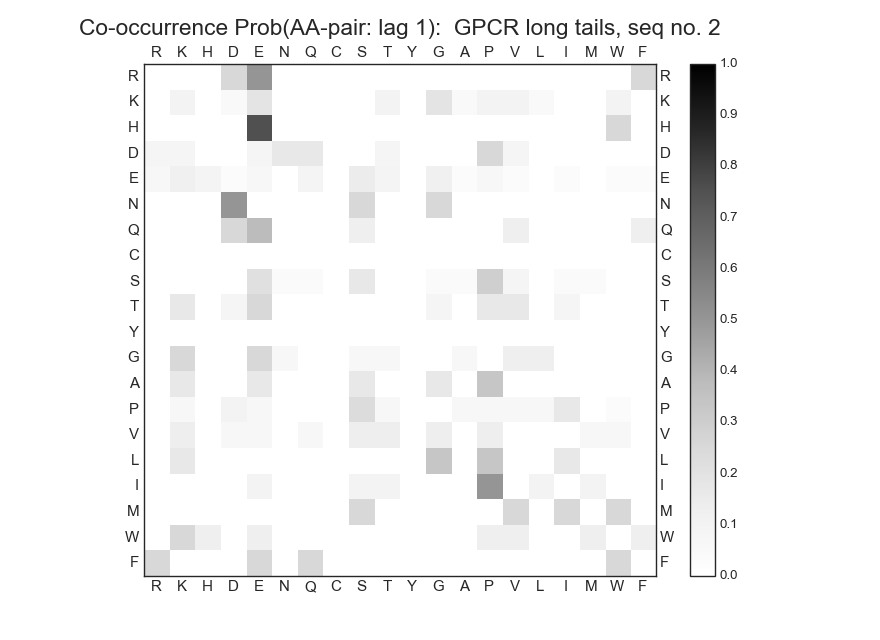 Co-occurrence Prob(AA-pair: lag 1):  GPCR long tails, seq no. 2
R K H D E N Q C S T Y G A P V L I M W F
R R 1.0
K K 0.9
H H
D D 0.8
E E
N N 0.7
Q Q
C C 0.6
S S
T T 0.5
Y Y
G G 0.4
A A
P P 0.3
V V
L L 0.2
I I
M M 0.1
W W
F F 0.0
R K H D E N Q C S T Y G A P V L I M W F